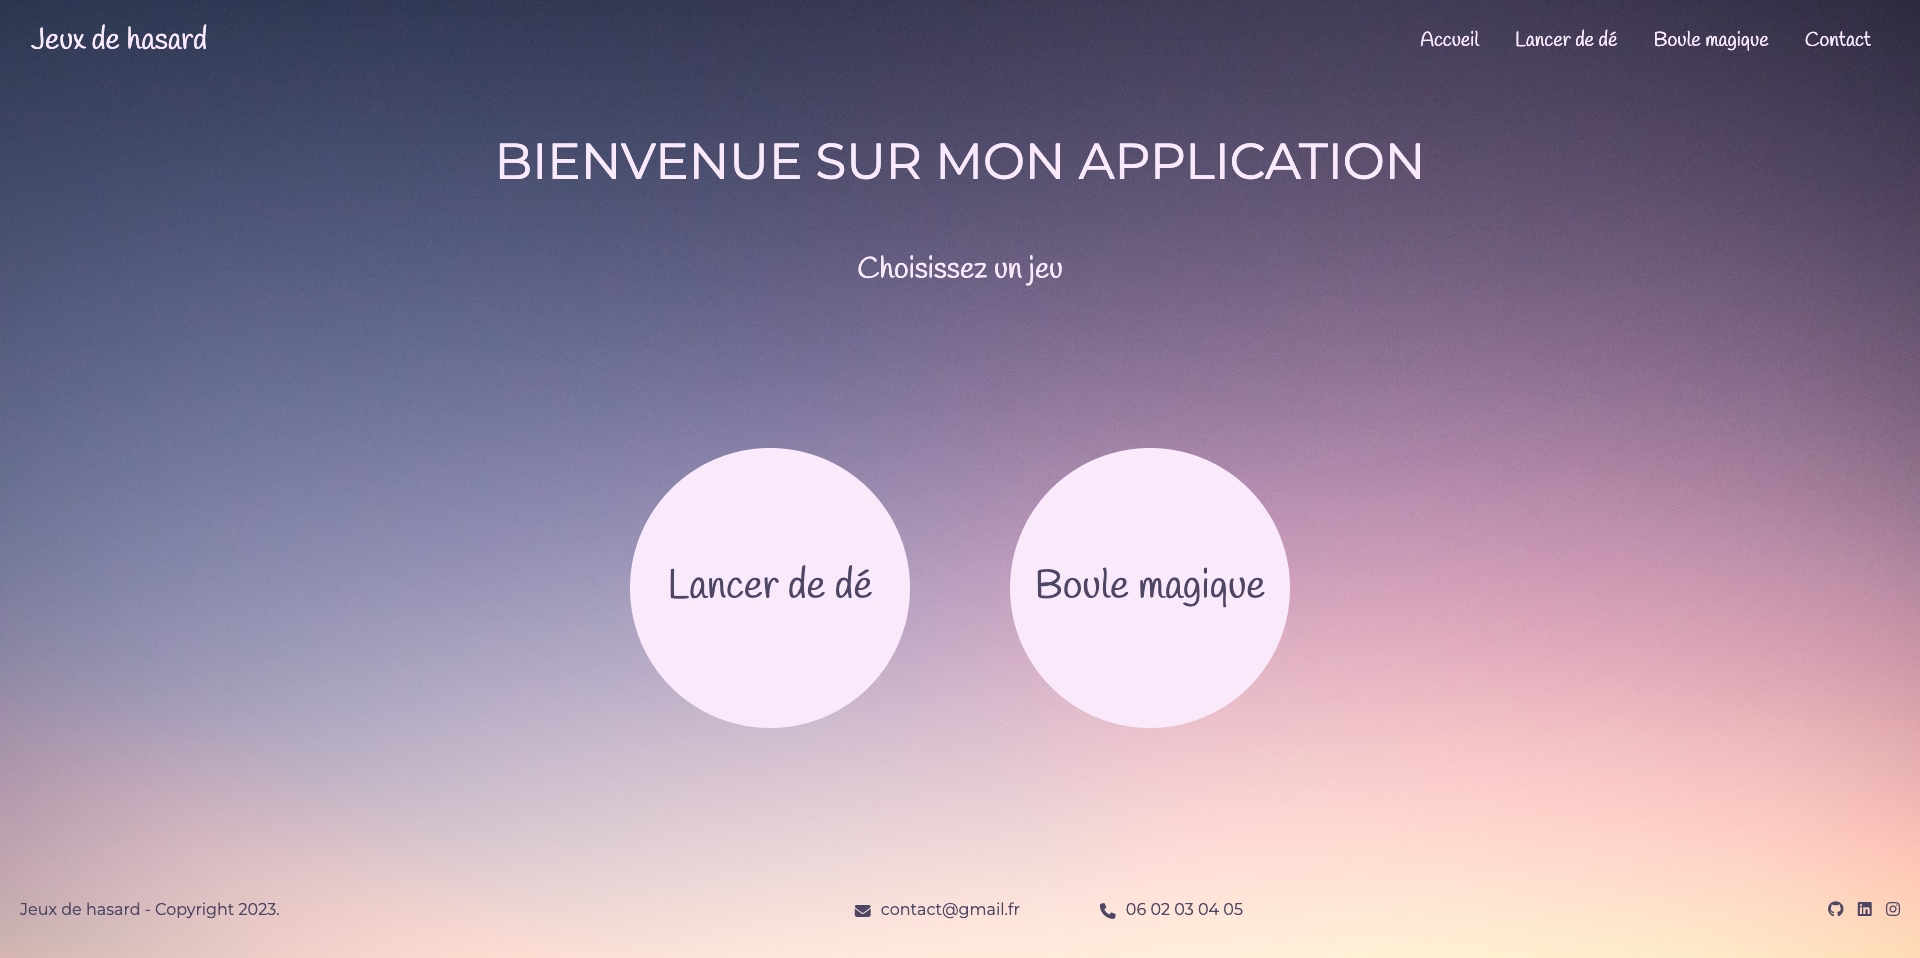 Jeux de hasard
Accueil Lancer de dé Boule magique Contact
BIENVENUE SUR MON APPLICATION
Choisissez un jeu
Lancer de dé
Boule magique
Jeux de hasard - Copyright 2023.
contact@gmail.fr
06 02 03 04 05